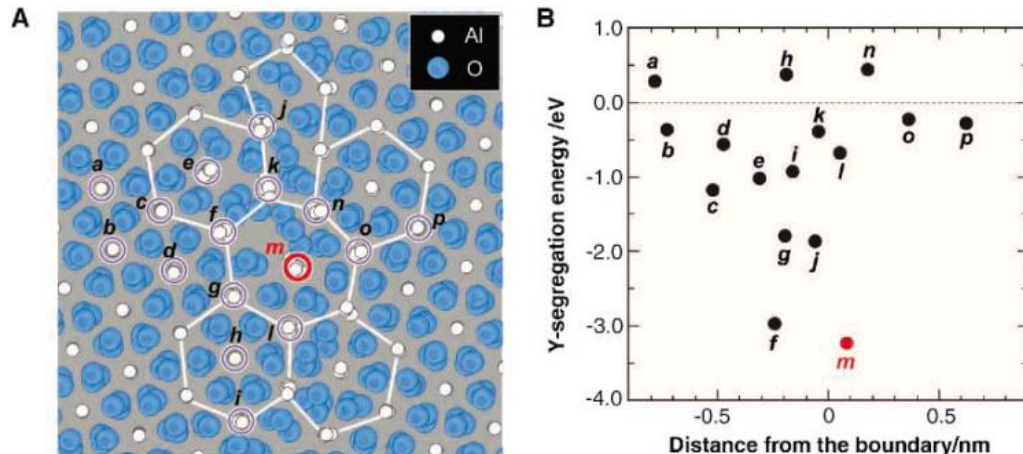 A
Al
O
j
e
a
k
c
f
n
p
b
d
m
o
g
l
h
i
B
Y-segregation energy /eV
1.0
0.0
-1.0
-2.0
-3.0
-4.0
a
h
n
b
d
k
o
p
e
i
l
c
g
j
f
m
-0.5
0
0.5
Distance from the boundary/nm